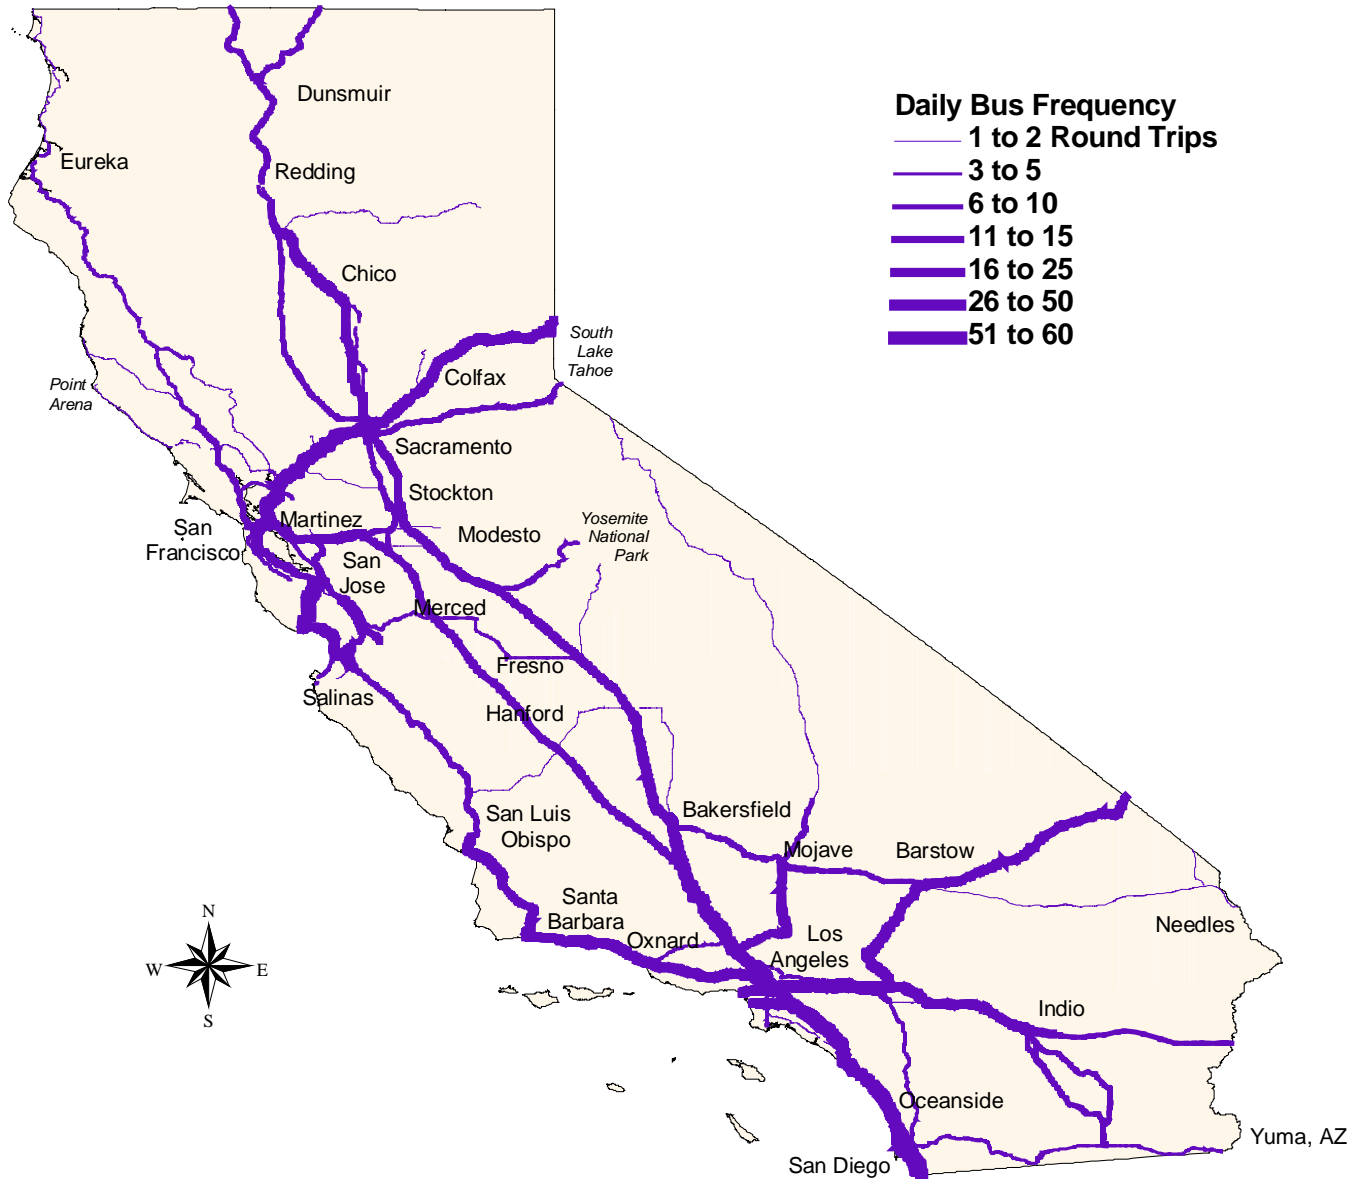 Daily Bus Frequency
1 to 2 Round Trips
3 to 5
6 to 10
11 to 15
16 to 25
26 to 50
51 to 60
Dunsmuir
Eureka
Redding
Chico
South
Lake
Tahoe
Colfax
Point
Arena
Sacramento
Stockton
Martinez
San
Francisco
Modesto
Yosemite
National
Park
San
Jose
Merced
Fresno
Salinas
Hanford
San Luis
Obispo
Bakersfield
Mojave
Barstow
Santa
Barbara
Oxnard
Los
Angeles
Needles
Indio
Oceanside
San Diego
Yuma, AZ
N
W
E
S